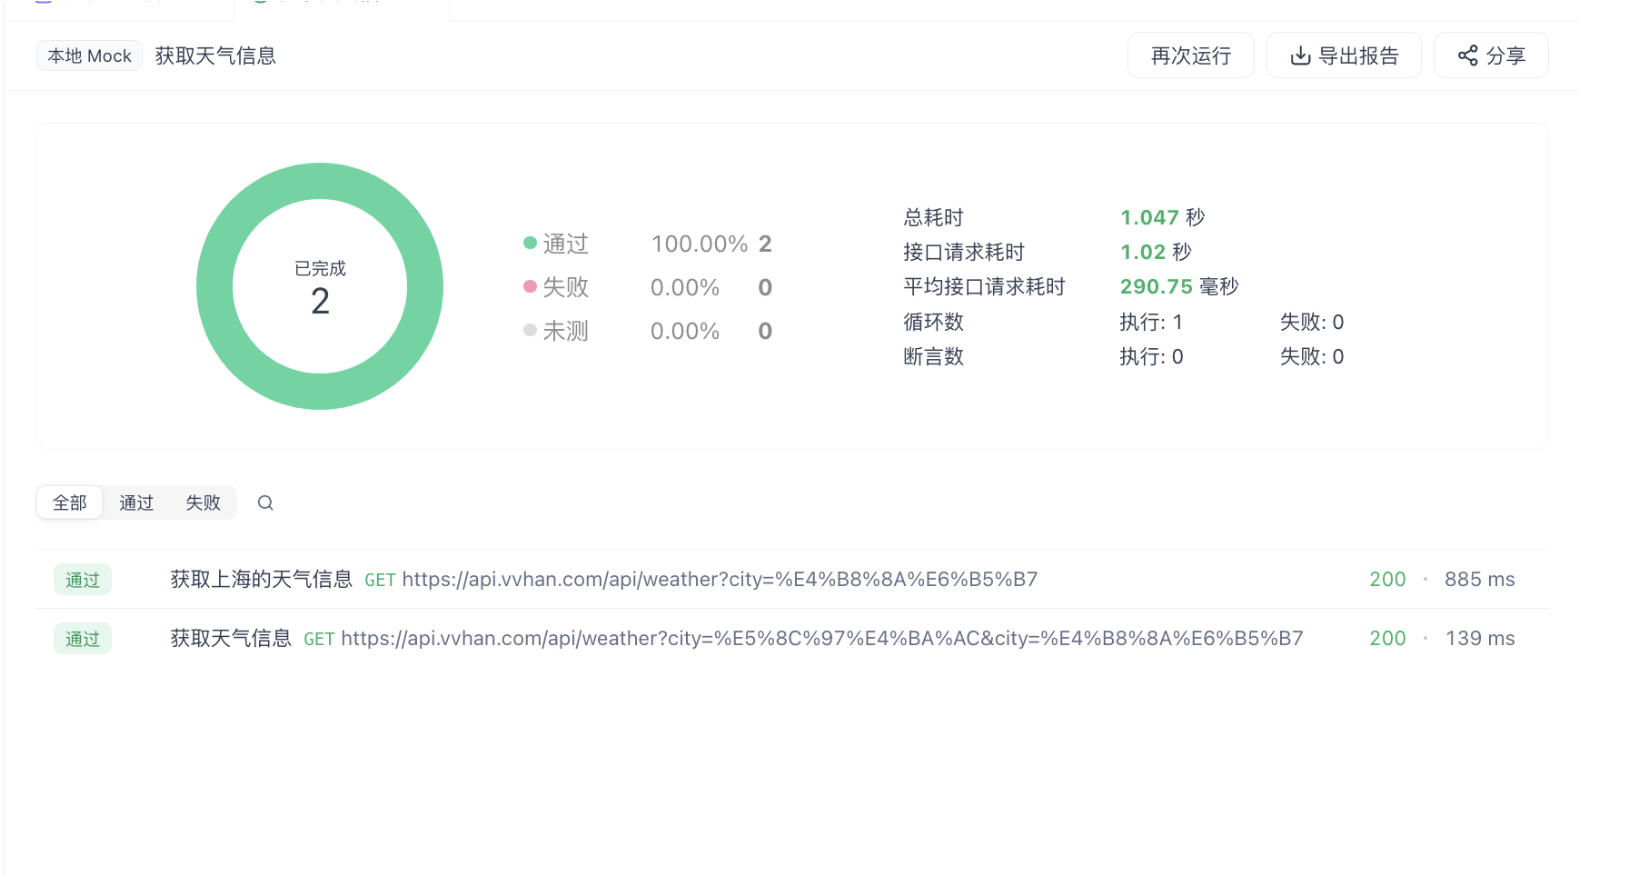 本地 Mock 获取天气信息 再次运行 导出报告 分享
已完成
2
通过 100.00% 2
失败 0.00% 0
未测 0.00% 0
总耗时 1.047 秒
接口请求耗时 1.02 秒
平均接口请求耗时 290.75 毫秒
循环数 执行: 1 失败: 0
断言数 执行: 0 失败: 0
全部 通过 失败
通过 获取上海的天气信息 GET https://api.vvhan.com/api/weather?city=%E4%B8%8A%E6%B5%B7 200 · 885 ms
通过 获取天气信息 GET https://api.vvhan.com/api/weather?city=%E5%8C%97%E4%BA%AC&city=%E4%B8%8A%E6%B5%B7 200 · 139 ms